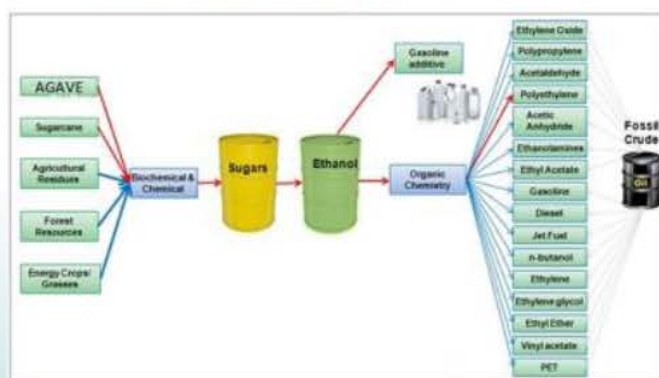 AGAVE
Sugarcane
Agricultural
Residues
Forest
Resources
Energy Crops/
Grasses
Biochemical &
Chemical
Sugars
Ethanol
Gasoline
additive
Organic
Chemistry
Ethylene Oxide
Polypropylene
Acetaldehyde
Polyethylene
Acetic
Anhydride
Ethanolamines
Ethyl Acetate
Gasoline
Diesel
Jet Fuel
n-butanol
Ethylene
Ethylene glycol
Ethyl Ether
Vinyl acetate
PET
Fossil
Crude
Oil